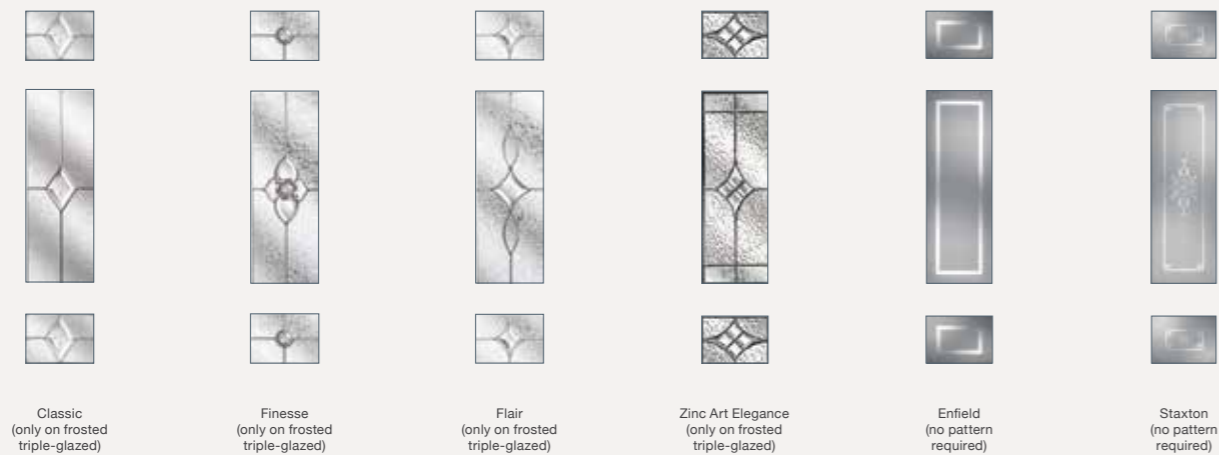 Classic
(only on frosted
triple-glazed)
Finesse
(only on frosted
triple-glazed)
Flair
(only on frosted
triple-glazed)
Zinc Art Elegance
(only on frosted
triple-glazed)
Enfield
(no pattern
required)
Staxton
(no pattern
required)